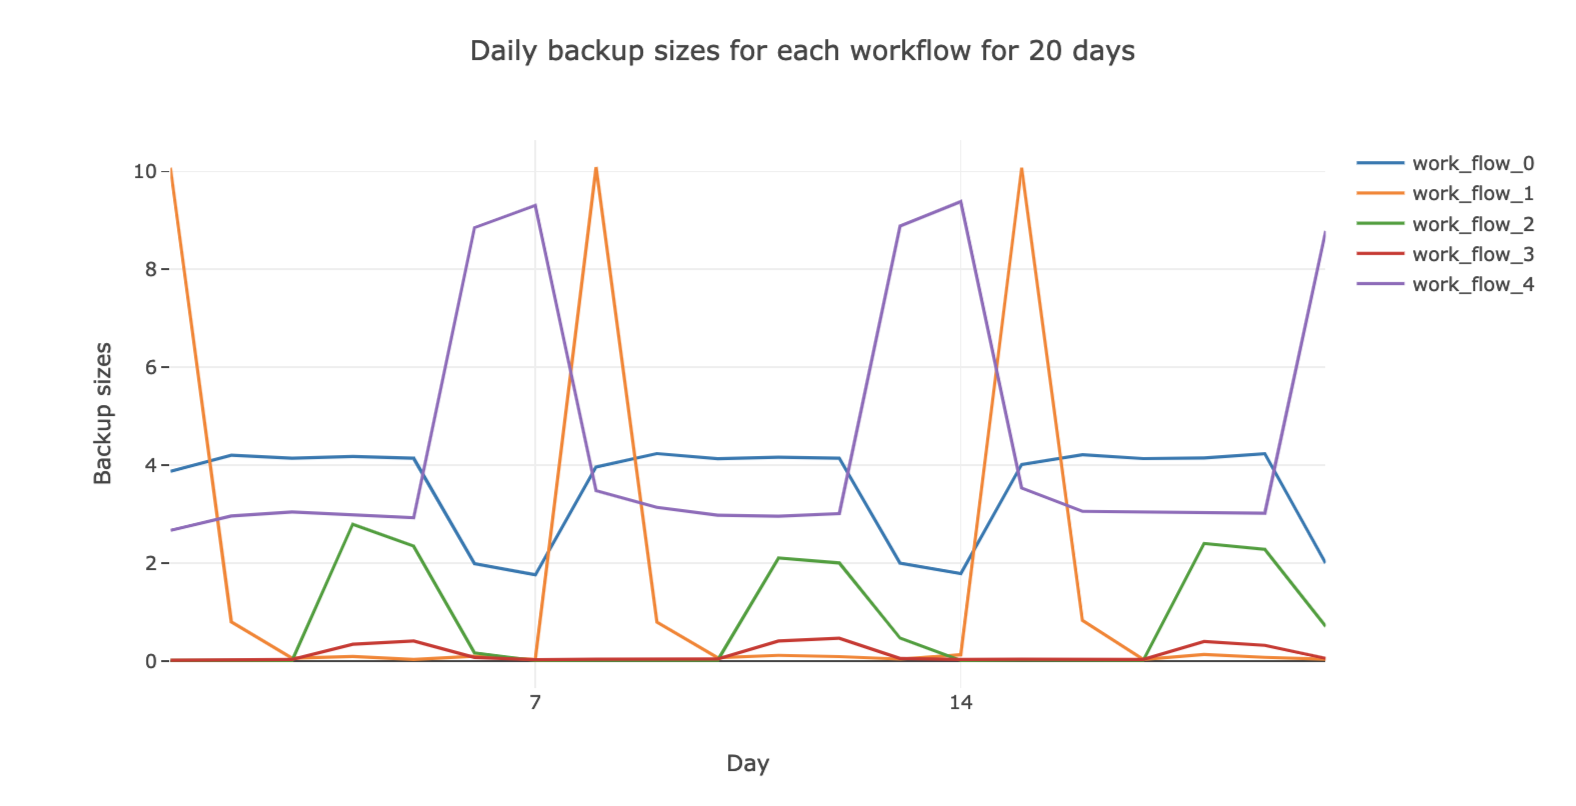 Daily backup sizes for each workflow for 20 days
10
8
6
4
2
0
Backup sizes
7
14
Day
work_flow_0
work_flow_1
work_flow_2
work_flow_3
work_flow_4